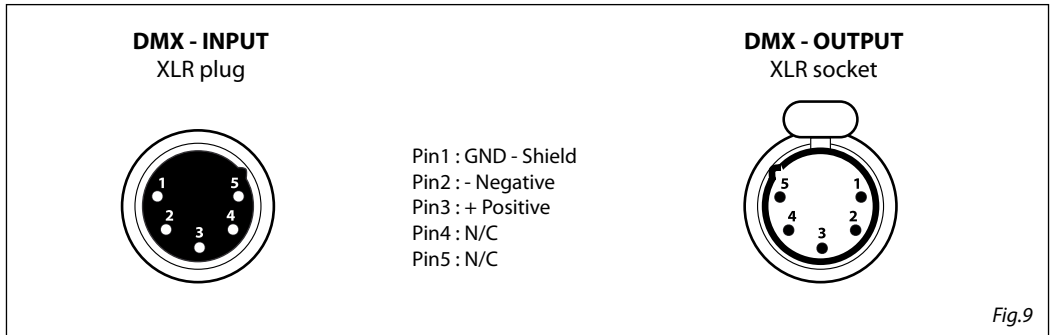 DMX - INPUT
XLR plug
1
5
2
4
3
Pin1 : GND - Shield
Pin2 : - Negative
Pin3 : + Positive
Pin4 : N/C
Pin5 : N/C
DMX - OUTPUT
XLR socket
5
1
4
2
3
Fig.9